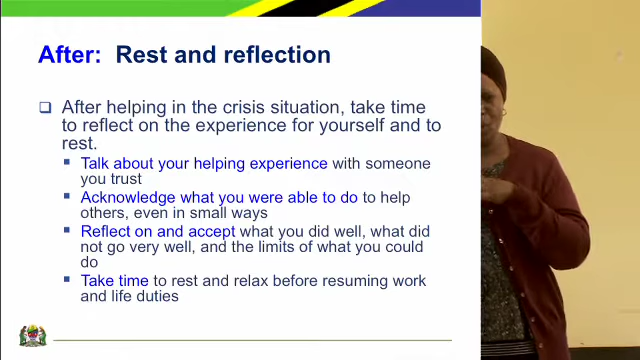 After: Rest and reflection
After helping in the crisis situation, take time
to reflect on the experience for yourself and to
rest.
Talk about your helping experience with someone
you trust
Acknowledge what you were able to do to help
others, even in small ways
Reflect on and accept what you did well, what did
not go very well, and the limits of what you could
do
Take time to rest and relax before resuming work
and life duties